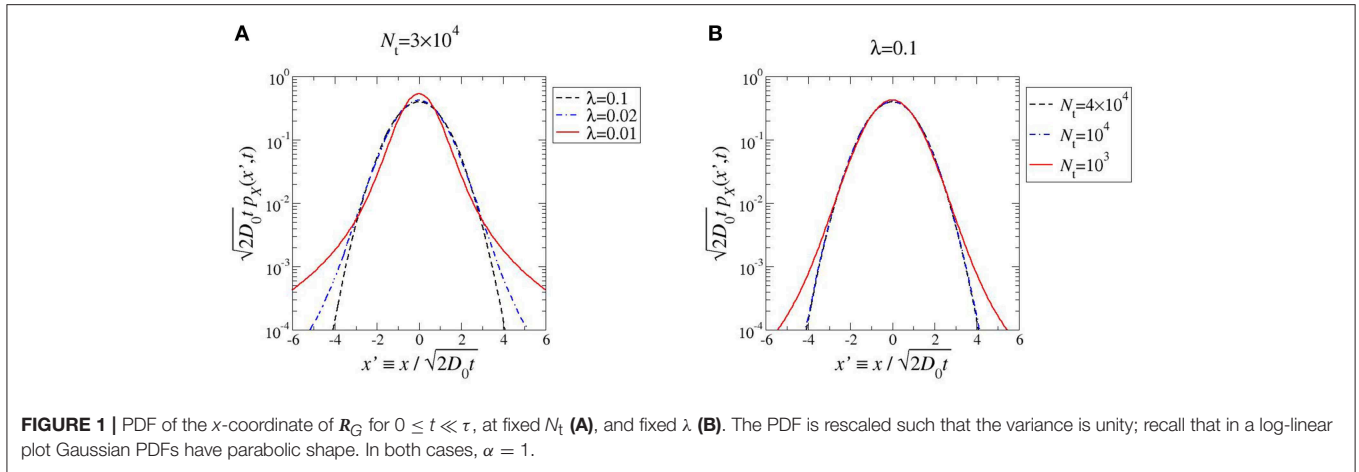 A
N_t=3×10^4
10^0
10^-1
10^-2
10^-3
10^-4
√2D_0t p_X(x',t)
-6 -4 -2 0 2 4 6
x' ≡ x / √2D_0t
λ=0.1
λ=0.02
λ=0.01
B
λ=0.1
10^0
10^-1
10^-2
10^-3
10^-4
√2D_0t p_X(x',t)
-6 -4 -2 0 2 4 6
x' ≡ x / √2D_0t
N_t=4×10^4
N_t=10^4
N_t=10^3
FIGURE 1 | PDF of the x-coordinate of R_G for 0 ≤ t ≪ τ, at fixed N_t (A), and fixed λ (B). The PDF is rescaled such that the variance is unity; recall that in a log-linear
plot Gaussian PDFs have parabolic shape. In both cases, α = 1.